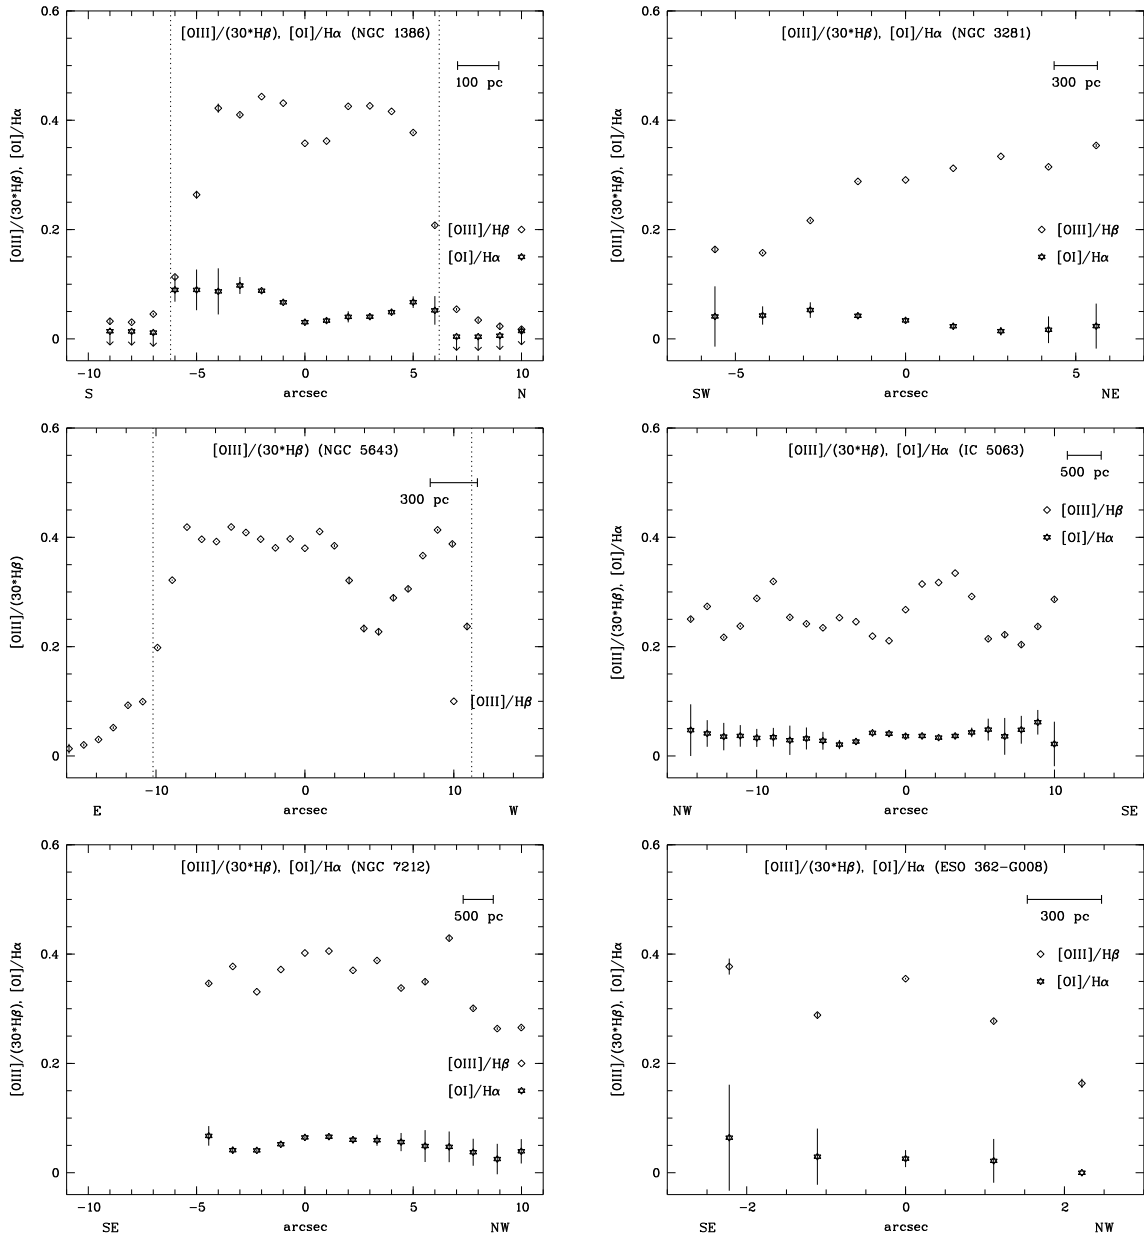 [OIII]/(30*Hβ), [OI]/Hα (NGC 1386)
100 pc
[OIII]/(30*Hβ), [OI]/Hα
0.6
0.4
0.2
0
[OIII]/Hβ
[OI]/Hα
−10
−5
0
5
10
S
arcsec
N
[OIII]/(30*Hβ), [OI]/Hα (NGC 3281)
300 pc
[OIII]/(30*Hβ), [OI]/Hα
0.6
0.4
0.2
0
[OIII]/Hβ
[OI]/Hα
−5
0
5
SW
arcsec
NE
[OIII]/(30*Hβ) (NGC 5643)
300 pc
[OIII]/(30*Hβ)
0.6
0.4
0.2
0
[OIII]/Hβ
−10
0
10
E
arcsec
W
[OIII]/(30*Hβ), [OI]/Hα (IC 5063)
500 pc
[OIII]/(30*Hβ), [OI]/Hα
0.6
0.4
0.2
0
[OIII]/Hβ
[OI]/Hα
−10
0
10
NW
arcsec
SE
[OIII]/(30*Hβ), [OI]/Hα (NGC 7212)
500 pc
[OIII]/(30*Hβ), [OI]/Hα
0.6
0.4
0.2
0
[OIII]/Hβ
[OI]/Hα
−10
−5
0
5
10
SE
arcsec
NW
[OIII]/(30*Hβ), [OI]/Hα (ESO 362−G008)
300 pc
[OIII]/(30*Hβ), [OI]/Hα
0.6
0.4
0.2
0
[OIII]/Hβ
[OI]/Hα
−2
0
2
SE
arcsec
NW